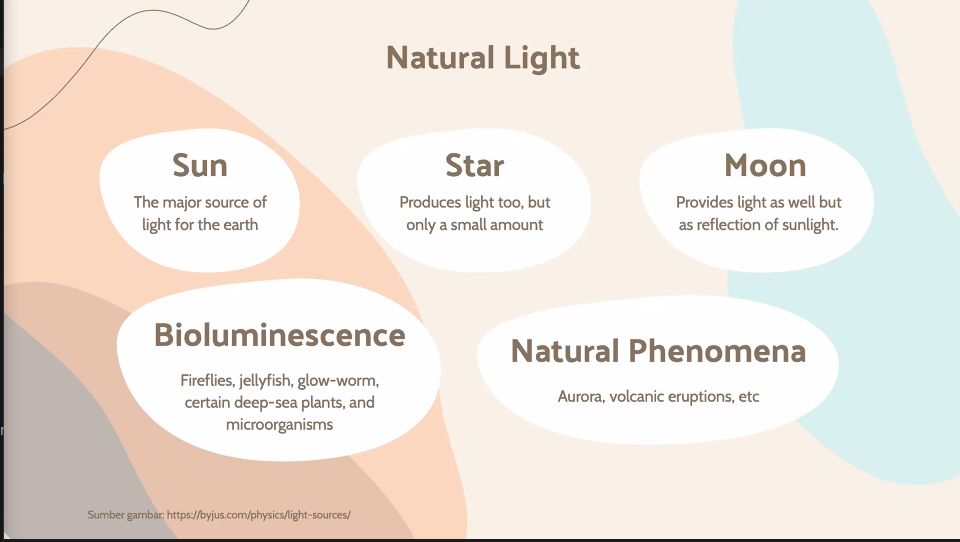 Natural Light
Sun
The major source of
light for the earth
Star
Produces light too, but
only a small amount
Moon
Provides light as well but
as reflection of sunlight.
Bioluminescence
Fireflies, jellyfish, glow-worm,
certain deep-sea plants, and
microorganisms
Natural Phenomena
Aurora, volcanic eruptions, etc
Sumber gambar: https://byjus.com/physics/light-sources/